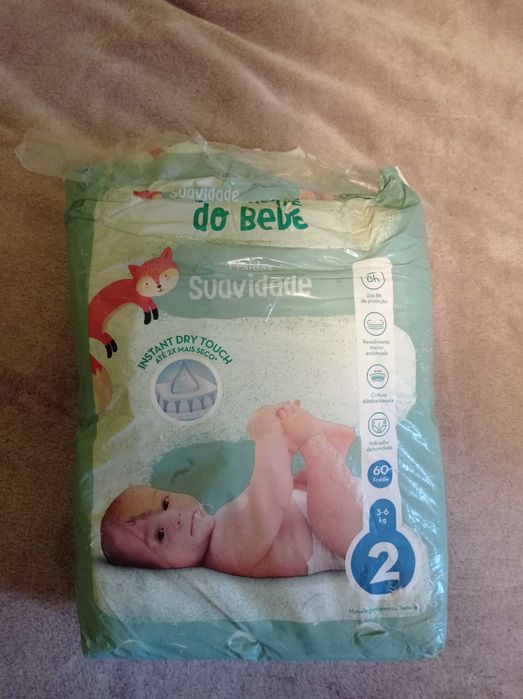 Suavidade
do BeBé
Fraldas
Suavidade
INSTANT DRY TOUCH
ATÉ 2X MAIS SECO*
8h
Até 8h
de proteção
Revestimento
interior
acolchoado
Cintura
elástica traseira
Indicador
de humidade
60
Fraldas
3-6
kg
2